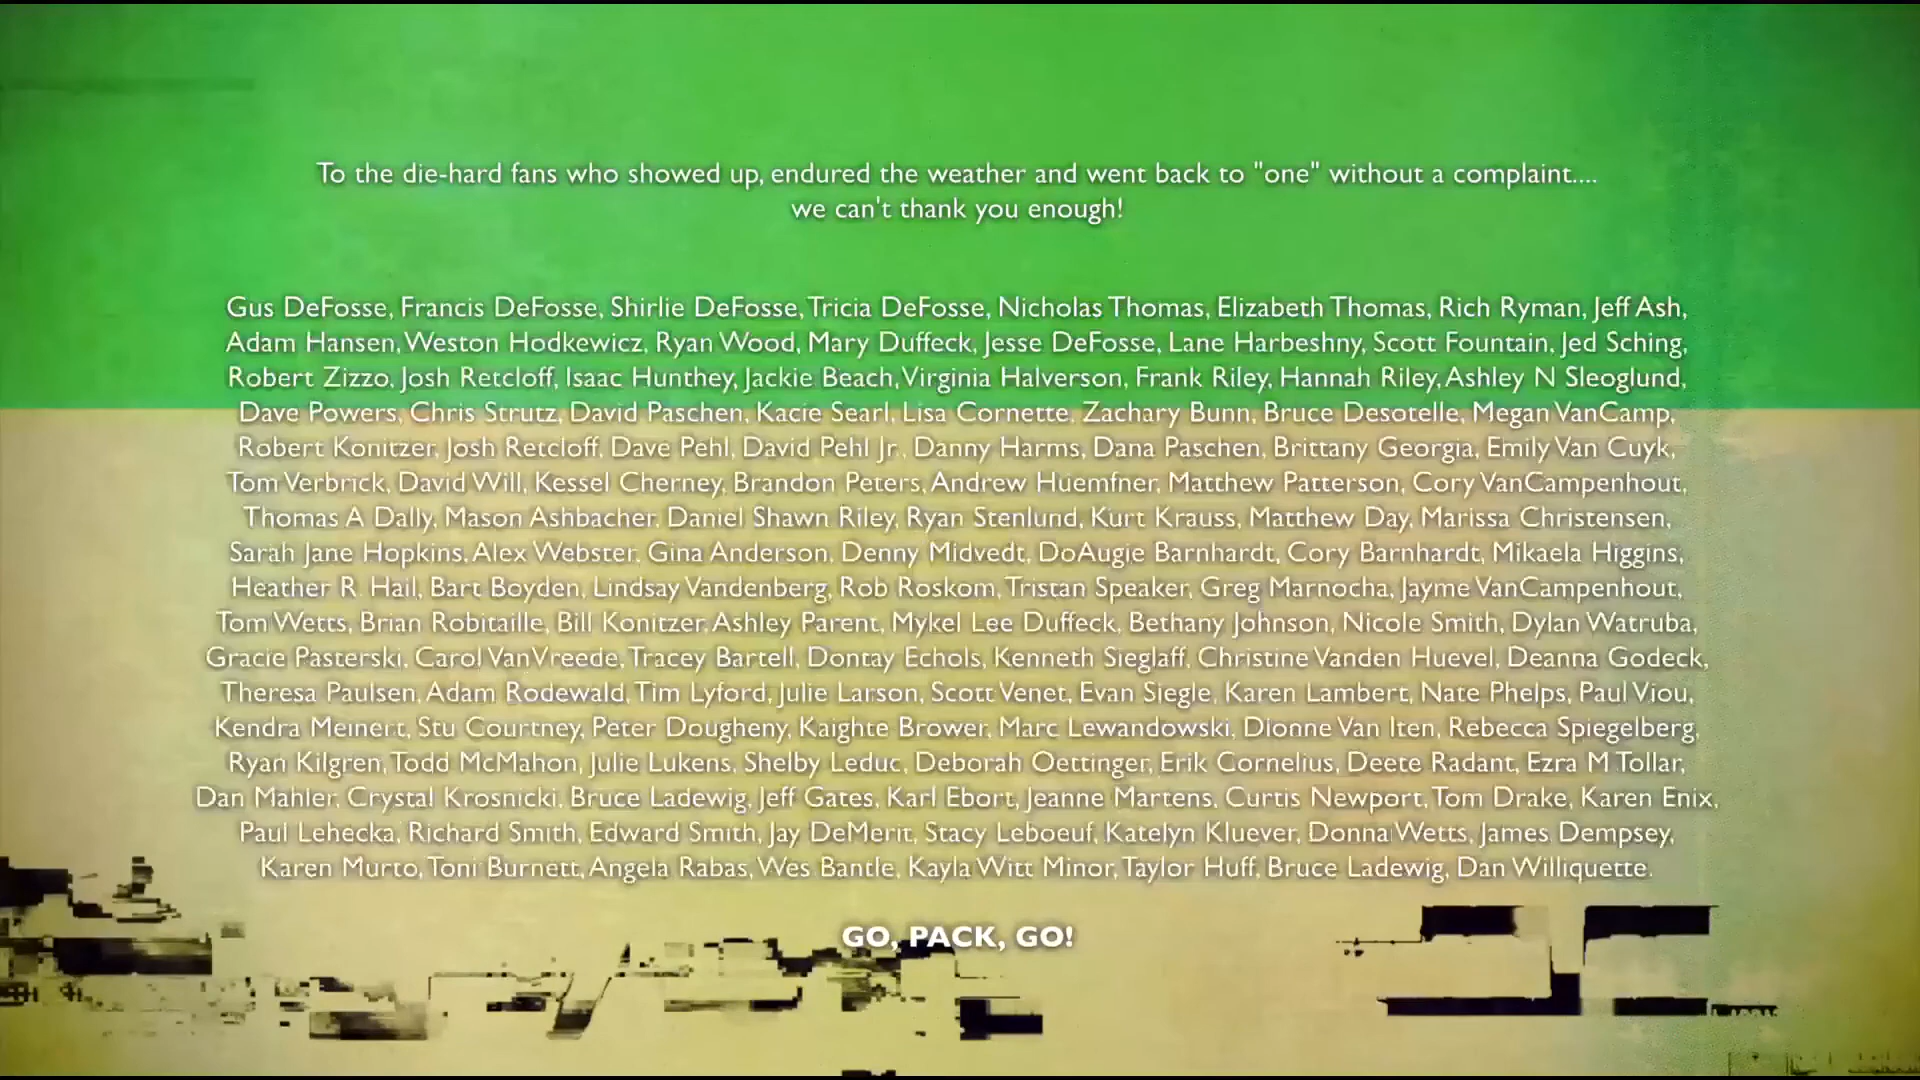 To the die-hard fans who showed up, endured the weather and went back to "one" without a complaint....
we can't thank you enough!
Gus DeFosse, Francis DeFosse, Shirlie DeFosse, Tricia DeFosse, Nicholas Thomas, Elizabeth Thomas, Rich Ryman, Jeff Ash,
Adam Hansen, Weston Hodkewicz, Ryan Wood, Mary Duffeck, Jesse DeFosse, Lane Harbeshny, Scott Fountain, Jed Sching,
Robert Zizzo, Josh Retcloff, Isaac Hunthey, Jackie Beach, Virginia Halverson, Frank Riley, Hannah Riley, Ashley N Sleoglund,
Dave Powers, Chris Strutz, David Paschen, Kacie Searl, Lisa Cornette, Zachary Bunn, Bruce Desotelle, Megan VanCamp,
Robert Konitzer, Josh Retcloff, Dave Pehl, David Pehl Jr., Danny Harms, Dana Paschen, Brittany Georgia, Emily Van Cuyk,
Tom Verbrick, David Will, Kessel Cherney, Brandon Peters, Andrew Huemfner, Matthew Patterson, Cory VanCampenhout,
Thomas A Dally, Mason Ashbacher, Daniel Shawn Riley, Ryan Stenlund, Kurt Krauss, Matthew Day, Marissa Christensen,
Sarah Jane Hopkins, Alex Webster, Gina Anderson, Denny Midvedt, DoAugie Barnhardt, Cory Barnhardt, Mikaela Higgins,
Heather R. Hail, Bart Boyden, Lindsay Vandenberg, Rob Roskom, Tristan Speaker, Greg Marnocha, Jayme VanCampenhout,
Tom Wetts, Brian Robitaille, Bill Konitzer, Ashley Parent, Mykel Lee Duffeck, Bethany Johnson, Nicole Smith, Dylan Watruba,
Gracie Pasterski, Carol VanVreede, Tracey Bartell, Dontay Echols, Kenneth Sieglaff, Christine Vanden Huevel, Deanna Godeck,
Theresa Paulsen, Adam Rodewald, Tim Lyford, Julie Larson, Scott Venet, Evan Siegle, Karen Lambert, Nate Phelps, Paul Viou,
Kendra Meinert, Stu Courtney, Peter Dougheny, Kaighte Brower, Marc Lewandowski, Dionne Van Iten, Rebecca Spiegelberg,
Ryan Kilgren, Todd McMahon, Julie Lukens, Shelby Leduc, Deborah Oettinger, Erik Cornelius, Deete Radant, Ezra M Tollar,
Dan Mahler, Crystal Krosnicki, Bruce Ladewig, Jeff Gates, Karl Ebort, Jeanne Martens, Curtis Newport, Tom Drake, Karen Enix,
Paul Lehecka, Richard Smith, Edward Smith, Jay DeMerit, Stacy Leboeuf, Katelyn Kluever, Donna Wetts, James Dempsey,
Karen Murto, Toni Burnett, Angela Rabas, Wes Bantle, Kayla Witt Minor, Taylor Huff, Bruce Ladewig, Dan Williquette.
GO, PACK, GO!